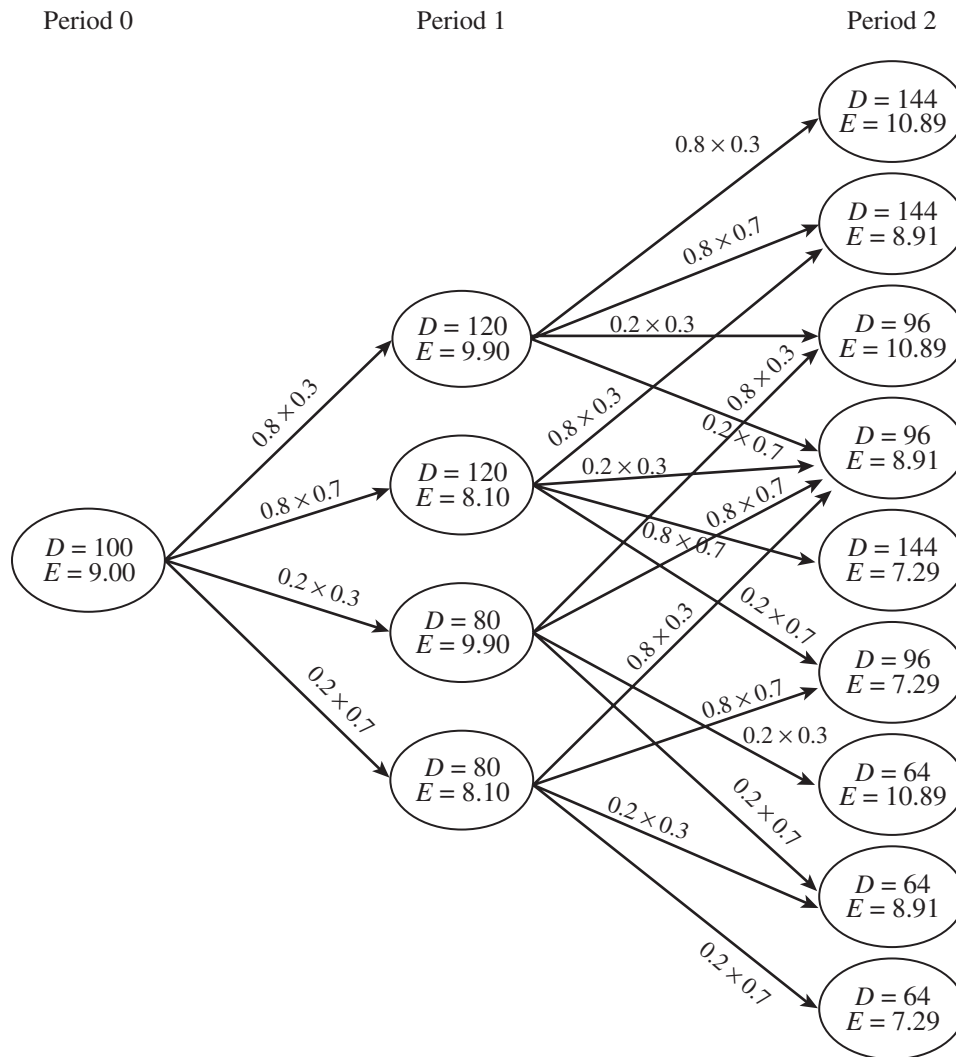 Period 0 Period 1 Period 2
D = 144
E = 10.89
0.8 × 0.3
D = 144
E = 8.91
0.8 × 0.7
D = 120
E = 9.90
0.2 × 0.3
D = 96
E = 10.89
0.8 × 0.3
0.8 × 0.3
0.8 × 0.3
0.2 × 0.7
D = 96
E = 8.91
D = 120
E = 8.10
0.2 × 0.3
0.8 × 0.7
0.8 × 0.7
0.8 × 0.7
D = 100
E = 9.00
D = 144
E = 7.29
0.2 × 0.3
D = 80
E = 9.90
0.8 × 0.3
0.2 × 0.7
D = 96
E = 7.29
0.2 × 0.7
0.8 × 0.7
0.2 × 0.3
D = 80
E = 8.10
D = 64
E = 10.89
0.2 × 0.3
0.2 × 0.7
D = 64
E = 8.91
0.2 × 0.7
D = 64
E = 7.29